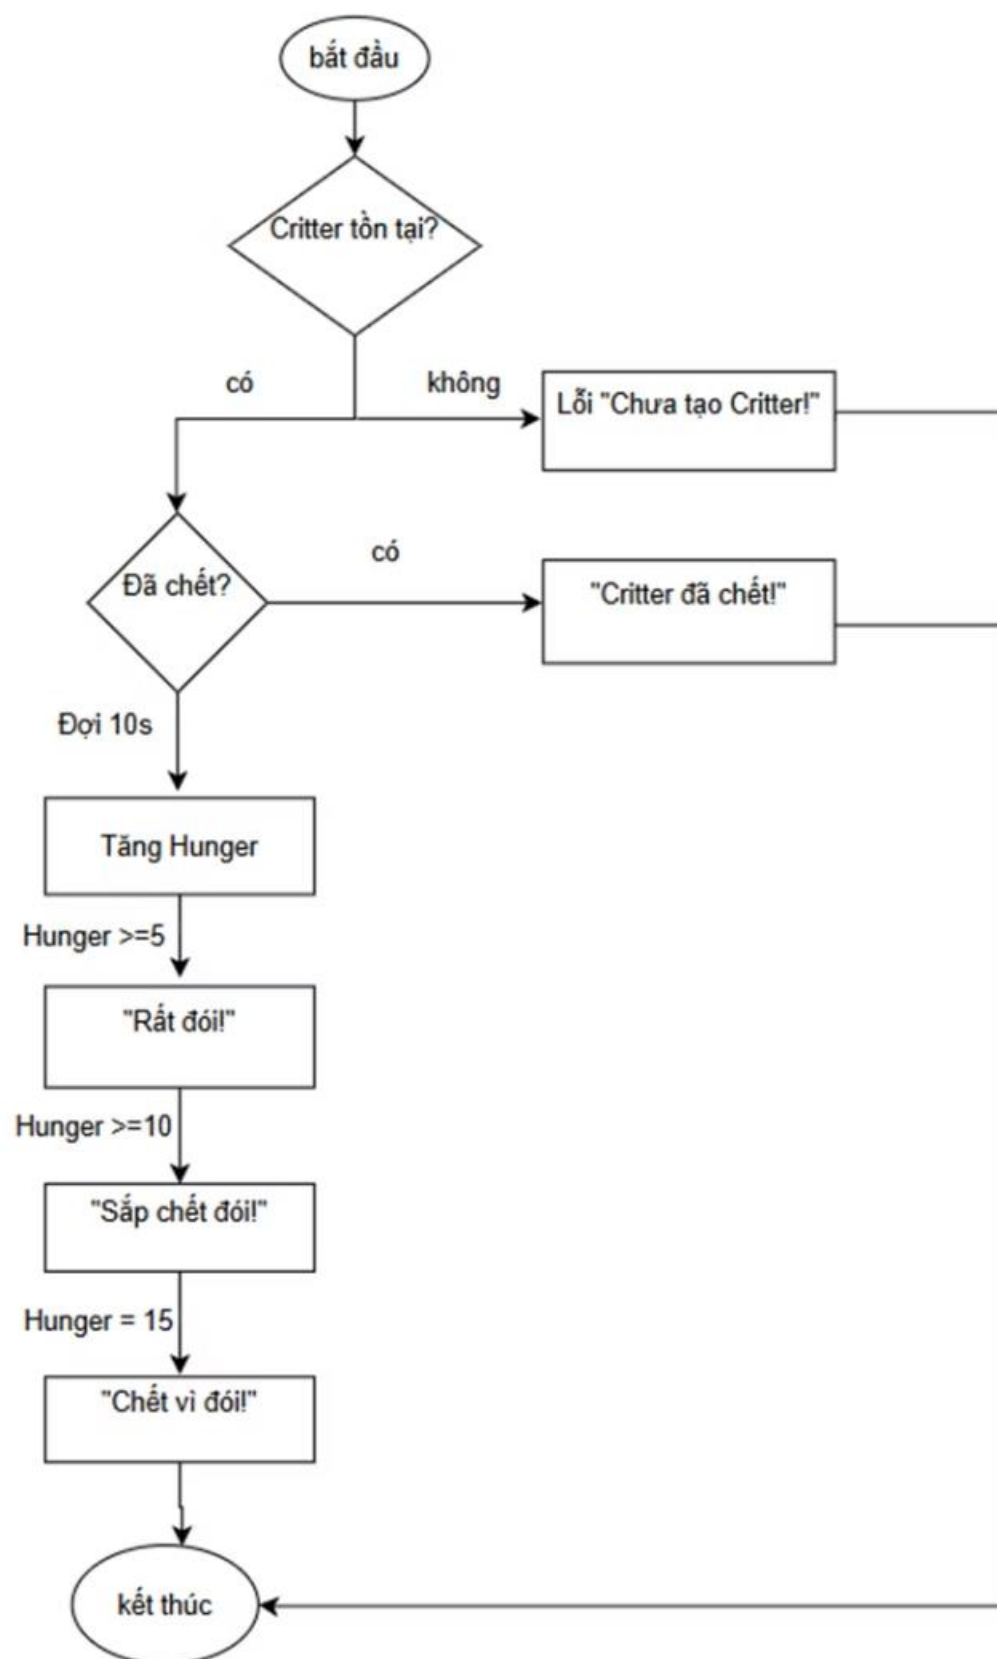 bắt đầu
Critter tồn tại?
có
không
Lỗi "Chưa tạo Critter!"
có
Đã chết?
"Critter đã chết!"
Đợi 10s
Tăng Hunger
Hunger >=5
"Rất đói!"
Hunger >=10
"Sắp chết đói!"
Hunger = 15
"Chết vì đói!"
kết thúc